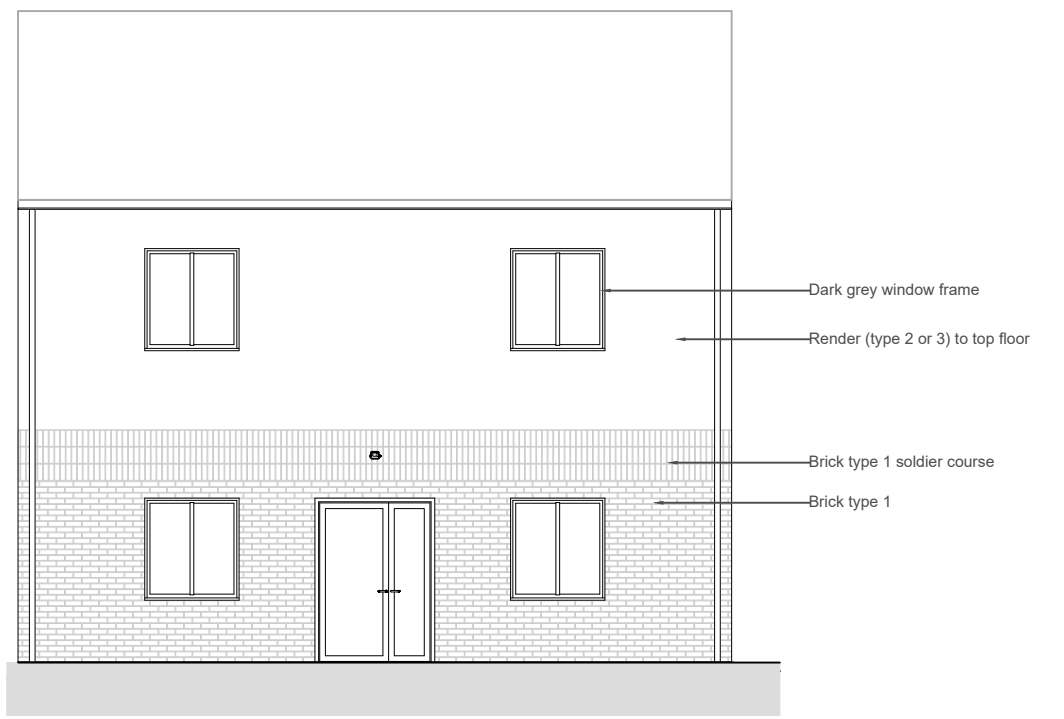 Dark grey window frame
Render (type 2 or 3) to top floor
Brick type 1 soldier course
Brick type 1